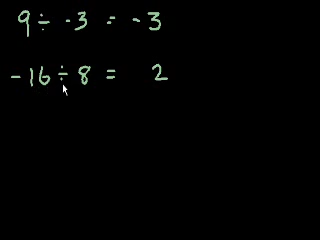 9 ÷ -3 = -3
-16 ÷ 8 = 2